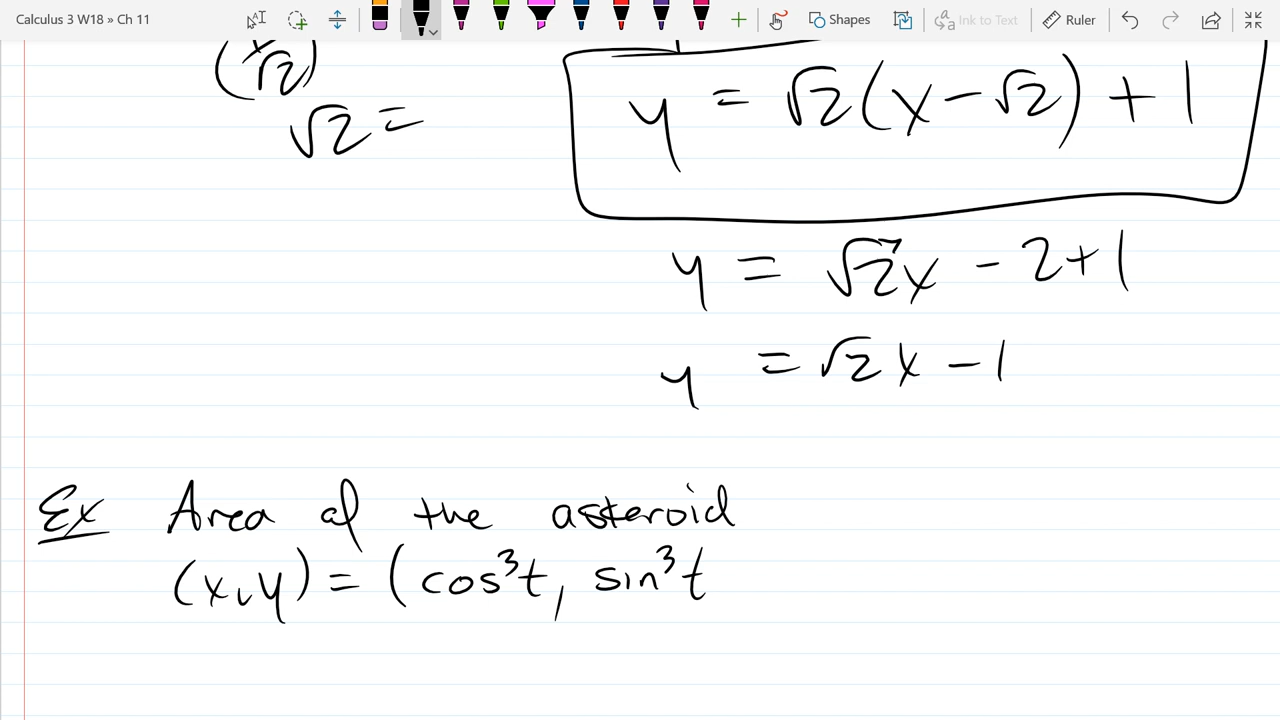 Calculus 3 W18 » Ch 11
Shapes
Ink to Text
Ruler
√2 =
y = √2(x-√2) + 1
y = √2x - 2+1
y = √2x - 1
Ex Area of the asteroid
(x,y) = (cos³t, sin³t